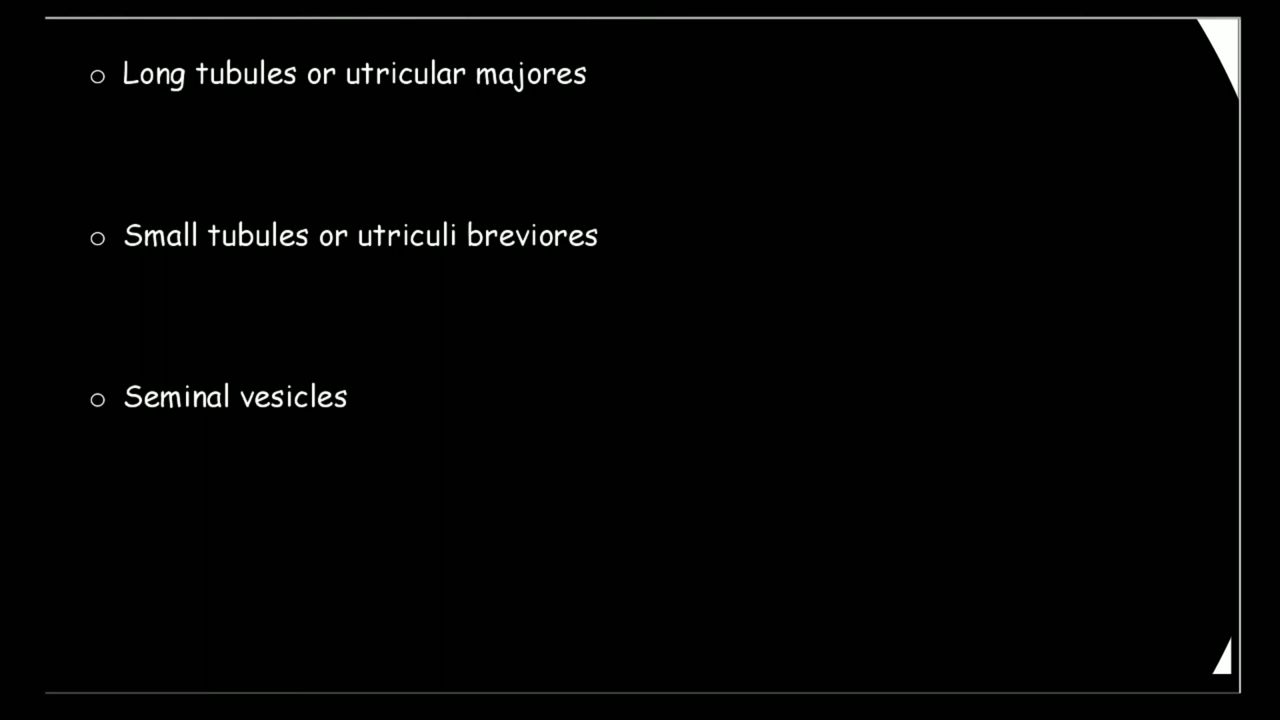 o Long tubules or utricular majores
o Small tubules or utriculi breviores
o Seminal vesicles